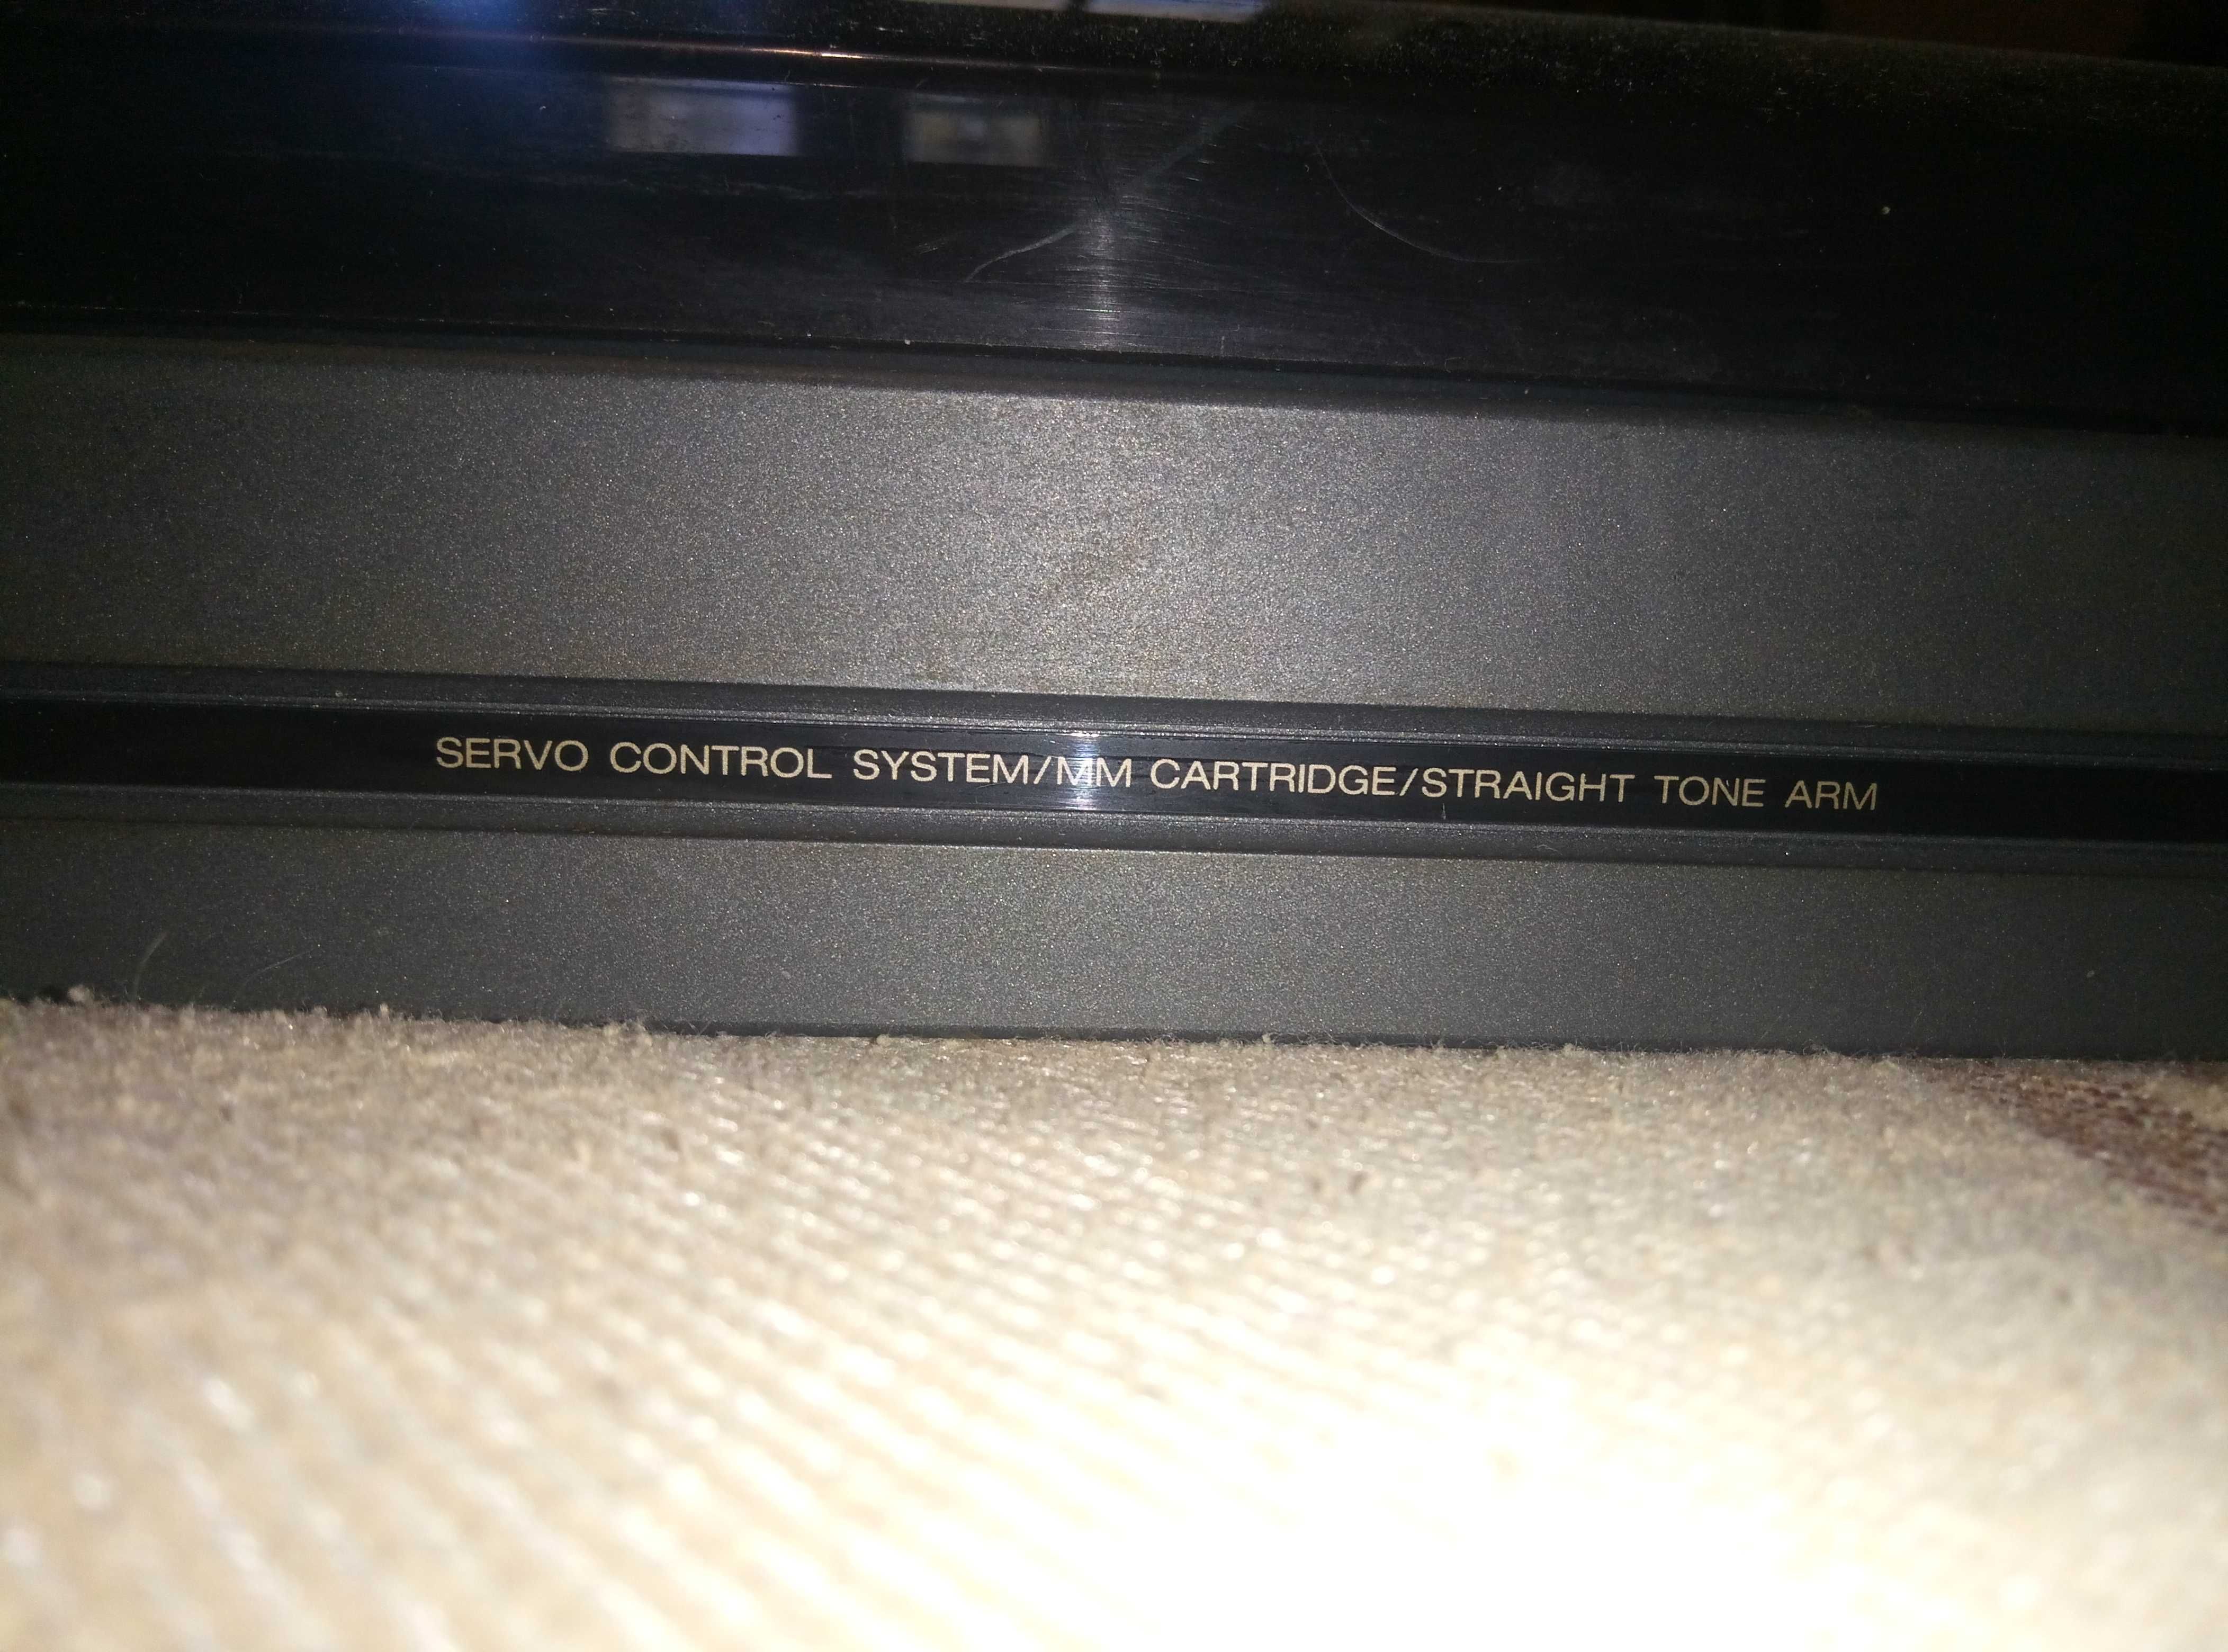 SERVO CONTROL SYSTEM/MM CARTRIDGE/STRAIGHT TONE ARM